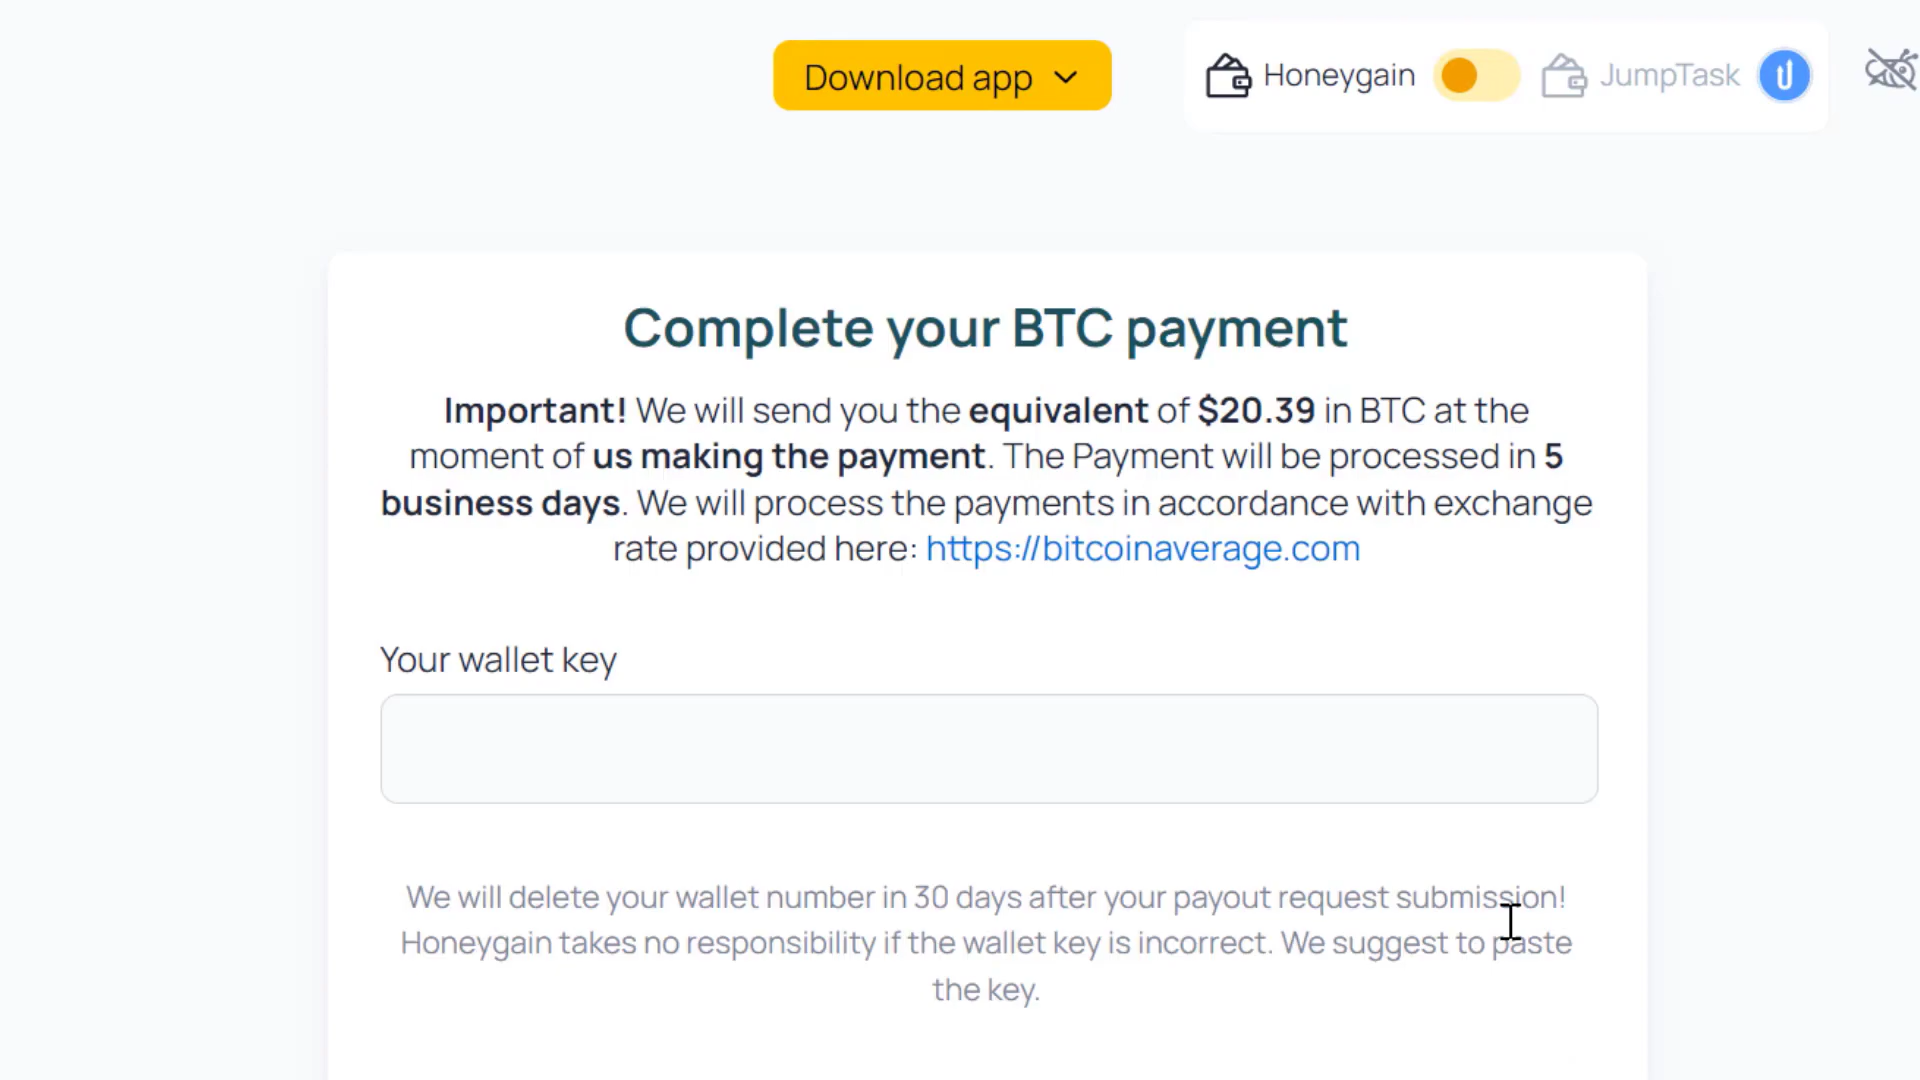 Download app
Honeygain
JumpTask
Complete your BTC payment
Important! We will send you the equivalent of $20.39 in BTC at the
moment of us making the payment. The Payment will be processed in 5
business days. We will process the payments in accordance with exchange
rate provided here: https://bitcoinaverage.com
Your wallet key
We will delete your wallet number in 30 days after your payout request submission!
Honeygain takes no responsibility if the wallet key is incorrect. We suggest to paste
the key.